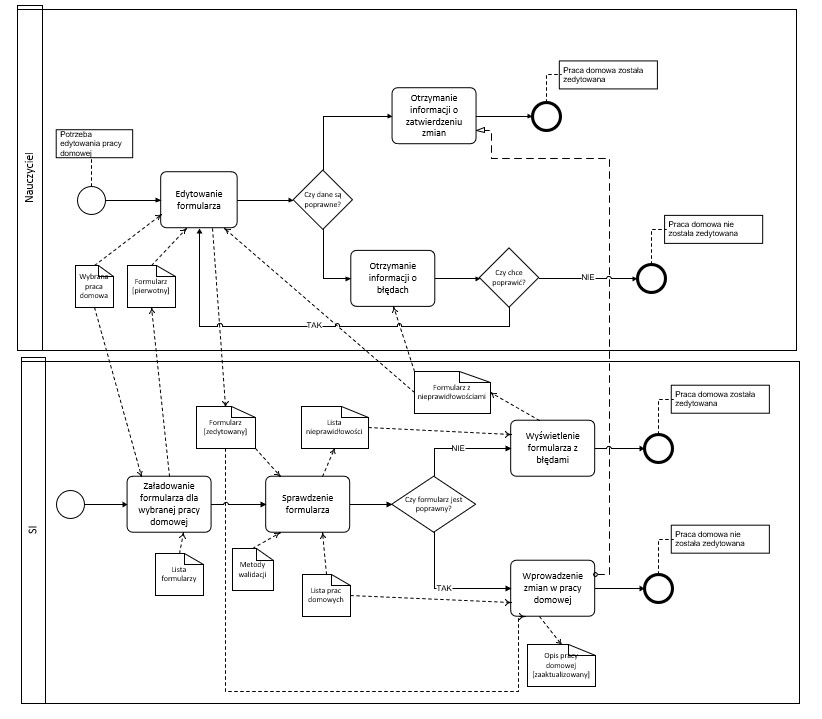 Nauczyciel
Praca domowa została
zedytowana
Otrzymanie
informacji o
zatwierdzeniu
zmian
Potrzeba
edytowania pracy
domowej
Edytowanie
formularza
Czy dane są
poprawne?
Praca domowa nie
została zedytowana
Otrzymanie
informacji o
błędach
Czy chce
poprawić?
NIE
Wybrana
praca
domowa
Formularz
[pierwotny]
TAK
SI
Formularz z
nieprawidłowościami
Praca domowa została
zedytowana
Formularz
[zedytowany]
Lista
nieprawidłowości
Wyświetlenie
formularza z
błędami
NIE
Załadowanie
formularza dla
wybranej pracy
domowej
Sprawdzenie
formularza
Czy formularz jest
poprawny?
Praca domowa nie
została zedytowana
Lista
formularzy
Metody
walidacji
Lista prac
domowych
TAK
Wprowadzenie
zmian w pracy
domowej
Opis pracy
domowej
[zaaktualizowany]